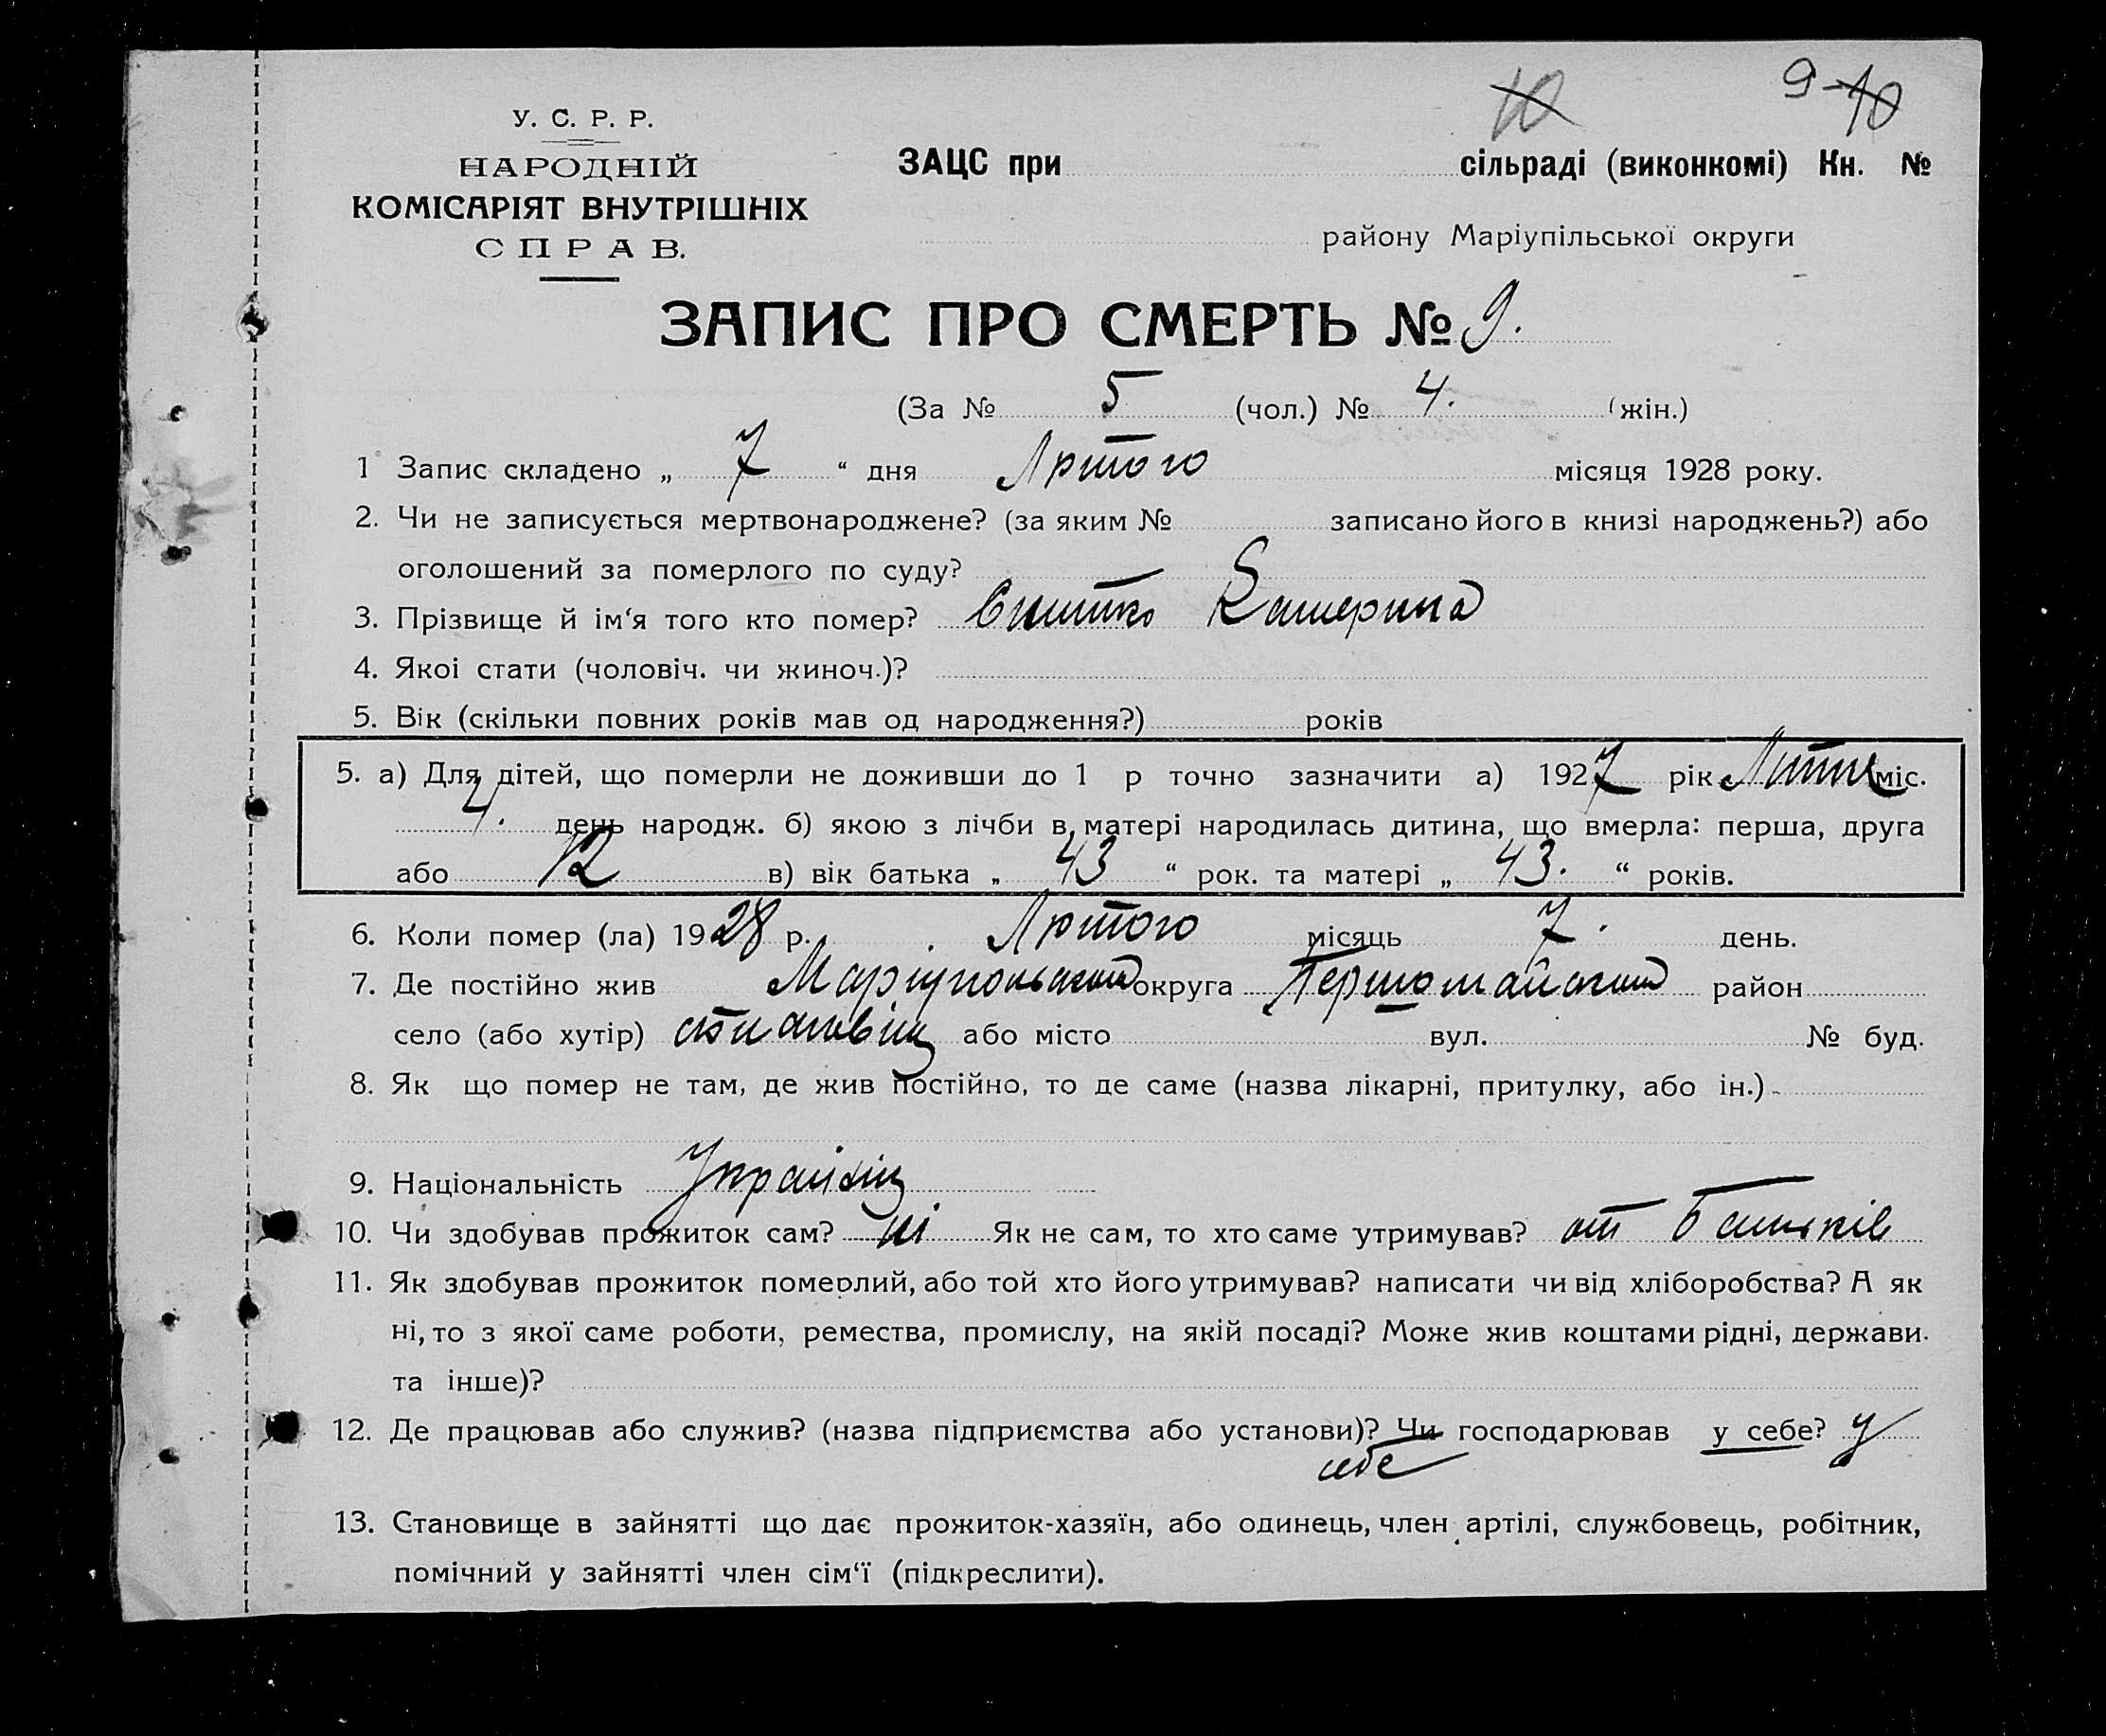 10 9-10
У. С. Р. Р.
НАРОДНІЙ
КОМІСАРІЯТ ВНУТРІШНІХ
СПРАВ.
ЗАЦС при сільраді (виконкомі) Кн. №
району Маріупільської округи
ЗАПИС ПРО СМЕРТЬ № 9.
(За № 5 (чол.) № 4. (жін.)
1 Запис складено „ 7 “ дня Лютого місяця 1928 року.
2. Чи не записується мертвонароджене? (за яким № записано його в книзі народжень?) або
оголошений за померлого по суду?
3. Прізвище й ім‘я того кто помер? Катерина
4. Якоі стати (чоловіч. чи жиноч.)?
5. Вік (скільки повних років мав од народження?) років
5. а) Для дітей, що померли не доживши до 1 р точно зазначити а) 1927 рік міс.
4. день народж. б) якою з лічби в матері народилась дитина, що вмерла: перша, друга
або 12 в) вік батька „ 43 “ рок. та матері „ 43. “ років.
6. Коли помер (ла) 1928 р. Лютого місяць 7. день.
7. Де постійно жив Маріупольський округа Першомайский район
село (або хутір) або місто вул. № буд.
8. Як що помер не там, де жив постійно, то де саме (назва лікарні, притулку, або ін.)
9. Національність Українці
10. Чи здобував прожиток сам? ні Як не сам, то хто саме утримував? от Батьків
11. Як здобував прожиток померлий, або той хто його утримував? написати чи від хліборобства? А як
ні, то з якої саме роботи, ремества, промислу, на якій посаді? Може жив коштами рідні, держави.
та інше)?
12. Де працював або служив? (назва підприємства або установи)? Чи господарював у себе? у
себе
13. Становище в зайнятті що дає прожиток-хазяїн, або одинець, член артілі, службовець, робітник,
помічний у зайнятті член сім‘ї (підкреслити).